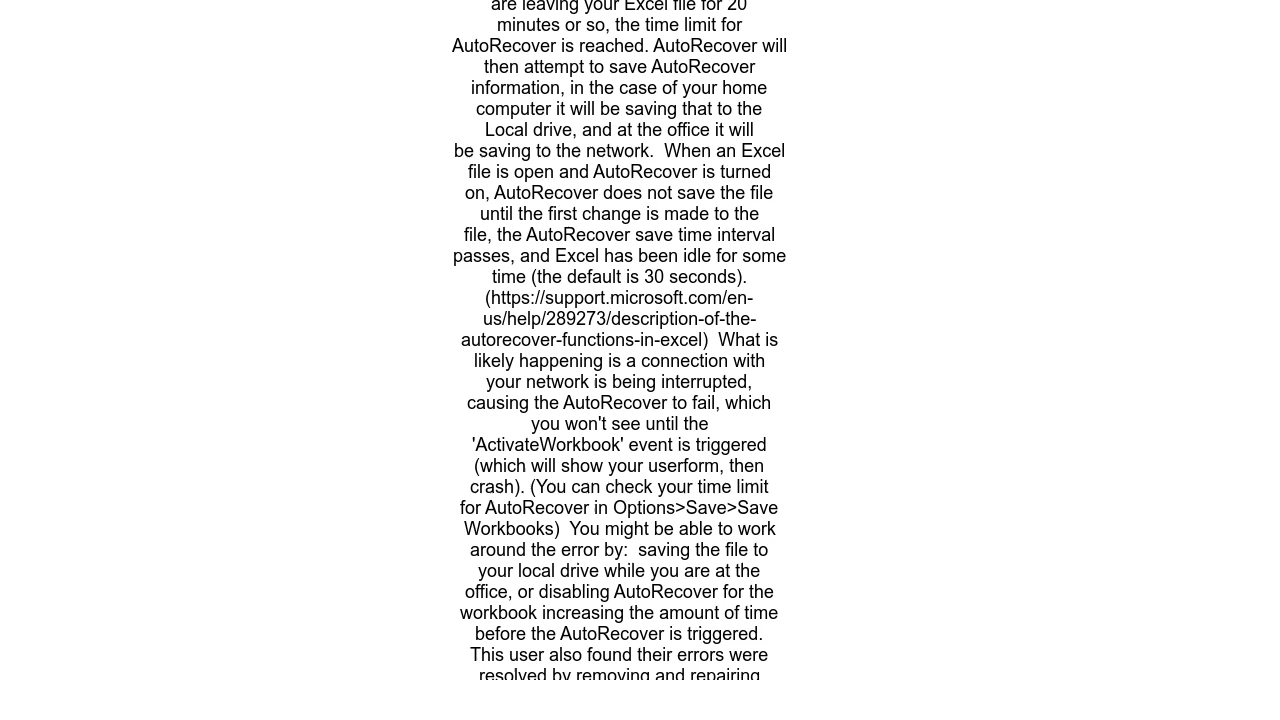 are leaving your Excel file for 20
minutes or so, the time limit for
AutoRecover is reached. AutoRecover will
then attempt to save AutoRecover
information, in the case of your home
computer it will be saving that to the
Local drive, and at the office it will
be saving to the network.  When an Excel
file is open and AutoRecover is turned
on, AutoRecover does not save the file
until the first change is made to the
file, the AutoRecover save time interval
passes, and Excel has been idle for some
time (the default is 30 seconds).
(https://support.microsoft.com/en-
us/help/289273/description-of-the-
autorecover-functions-in-excel)  What is
likely happening is a connection with
your network is being interrupted,
causing the AutoRecover to fail, which
you won't see until the
'ActivateWorkbook' event is triggered
(which will show your userform, then
crash). (You can check your time limit
for AutoRecover in Options>Save>Save
Workbooks)  You might be able to work
around the error by:  saving the file to
your local drive while you are at the
office, or disabling AutoRecover for the
workbook increasing the amount of time
before the AutoRecover is triggered.
This user also found their errors were
resolved by removing and repairing